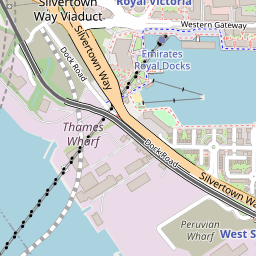 Royal Victoria
Silvertown
Way Viaduct
Western Gateway
Emirates
Royal Docks
Dock Road
Silvertown Way
Thames
Wharf
Dock Road
Silvertown Wa
Peruvian
Wharf
West S